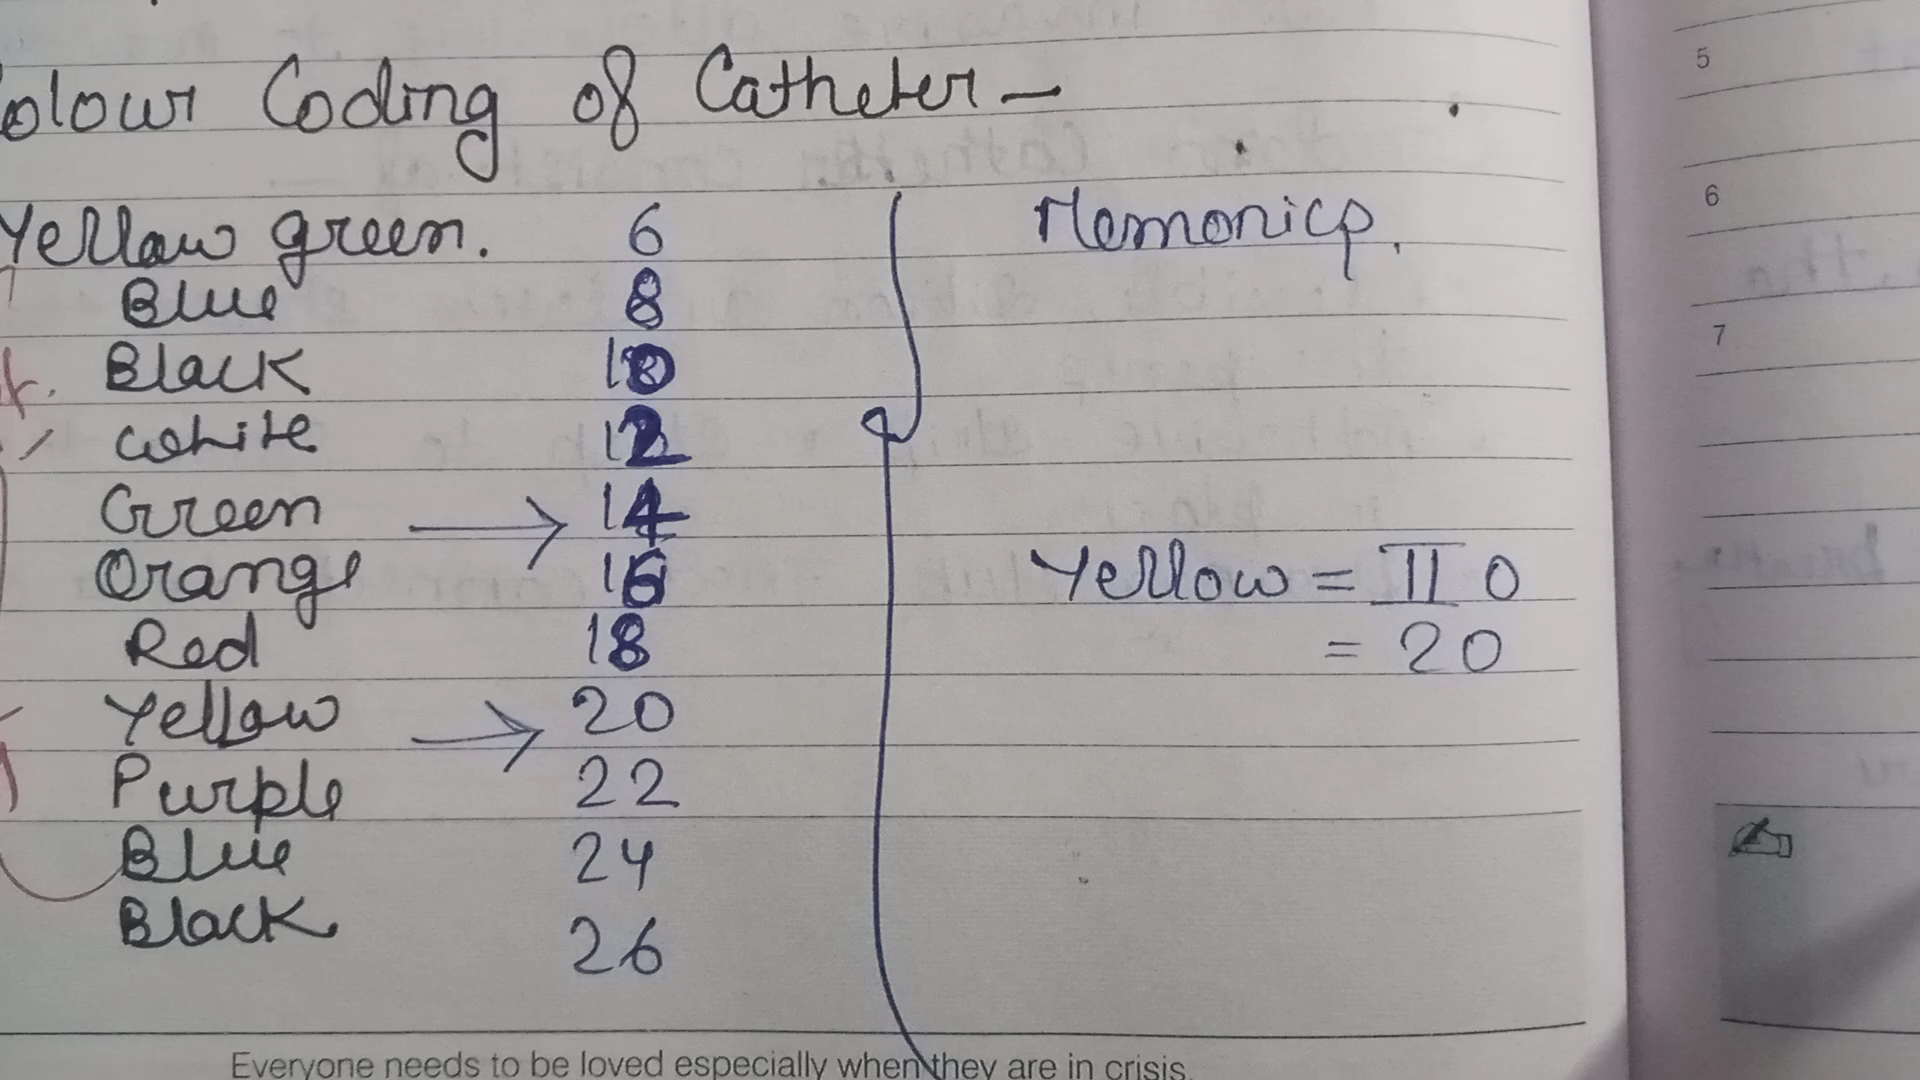 olour Coding of Catheter -
Yellow green. 6
Blue 8
Black 10
White 12
Green → 14
Orange 16
Red 18
Yellow → 20
Purple 22
Blue 24
Black 26
Memonics.
Yellow = II 0
= 20
Everyone needs to be loved especially when they are in crisis.
5
6
7